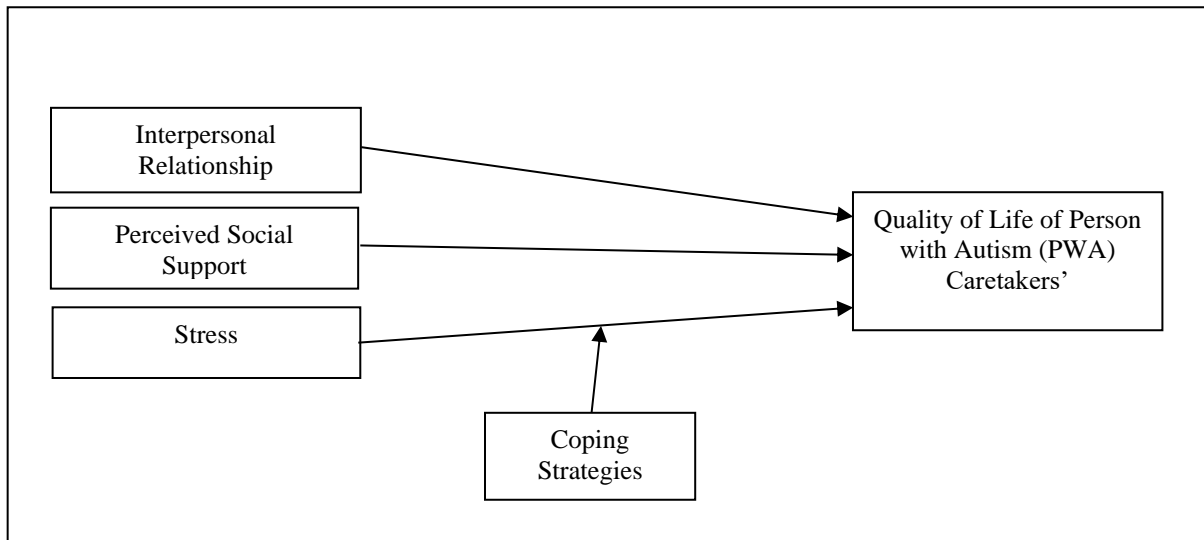 Interpersonal
Relationship
Perceived Social
Support
Stress
Quality of Life of Person
with Autism (PWA)
Caretakers’
Coping
Strategies